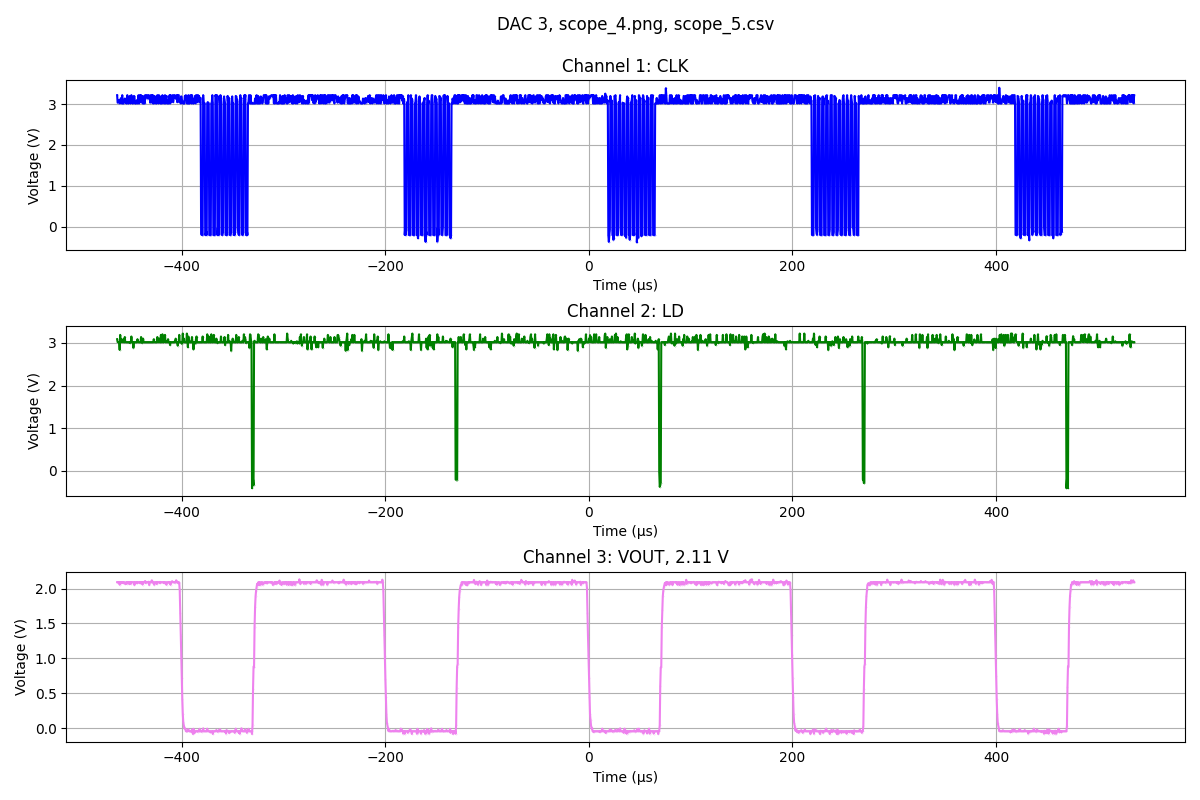 DAC 3, scope_4.png, scope_5.csv
Channel 1: CLK
Voltage (V)
3
2
1
0
−400
−200
0
200
400
Time (µs)
Channel 2: LD
Voltage (V)
3
2
1
0
−400
−200
0
200
400
Time (µs)
Channel 3: VOUT, 2.11 V
Voltage (V)
2.0
1.5
1.0
0.5
0.0
−400
−200
0
200
400
Time (µs)